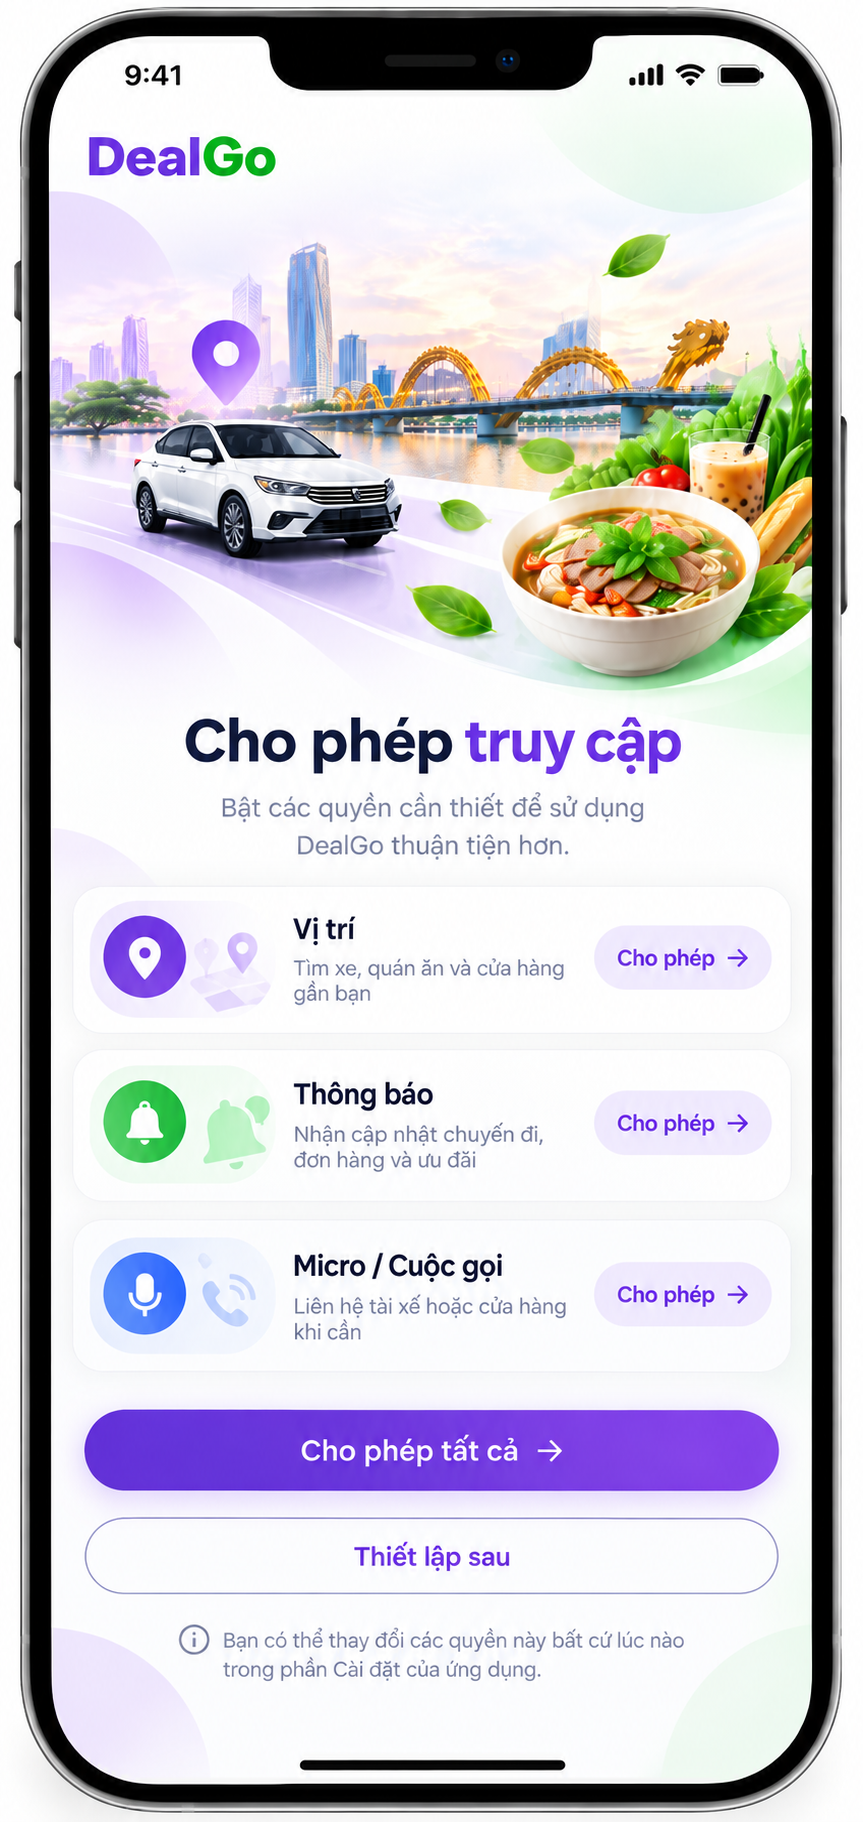 9:41
DealGo
Cho phép truy cập
Bật các quyền cần thiết để sử dụng
DealGo thuận tiện hơn.
Vị trí
Tìm xe, quán ăn và cửa hàng
gần bạn
Cho phép →
Thông báo
Nhận cập nhật chuyến đi,
đơn hàng và ưu đãi
Cho phép →
Micro / Cuộc gọi
Liên hệ tài xế hoặc cửa hàng
khi cần
Cho phép →
Cho phép tất cả →
Thiết lập sau
Bạn có thể thay đổi các quyền này bất cứ lúc nào
trong phần Cài đặt của ứng dụng.